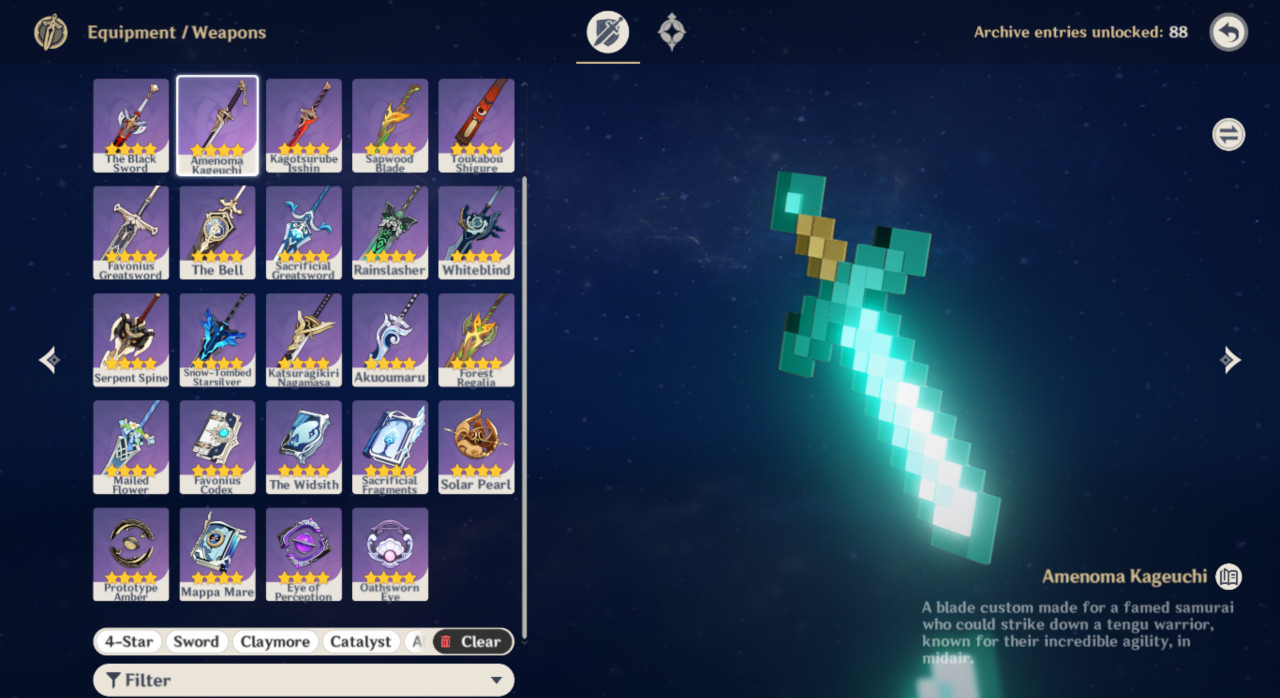 Equipment / Weapons
Archive entries unlocked: 88
The Black
Sword
Amenoma
Kageuchi
Kagotsurube
Isshin
Sapwood
Blade
Toukabou
Shigure
Favonius
Greatsword
The Bell
Sacrificial
Greatsword
Rainslasher
Whiteblind
Serpent Spine
Snow-Tombed
Starsilver
Katsuragikiri
Nagamasa
Akuoumaru
Forest
Regalia
Mailed
Flower
Favonius
Codex
The Widsith
Sacrificial
Fragments
Solar Pearl
Prototype
Amber
Mappa Mare
Eye of
Perception
Oathsworn
Eye
4-Star
Sword
Claymore
Catalyst
A
Clear
Filter
Amenoma Kageuchi
A blade custom made for a famed samurai
who could strike down a tengu warrior,
known for their incredible agility, in
midair.